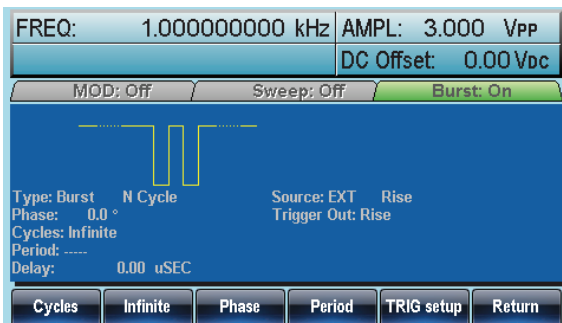 FREQ: 1.000000000 kHz AMPL: 3.000 VPP
DC Offset: 0.00 VDC
MOD: Off Sweep: Off Burst: On
Type: Burst N Cycle Source: EXT Rise
Phase: 0.0 ° Trigger Out: Rise
Cycles: Infinite
Period: -----
Delay: 0.00 uSEC
Cycles Infinite Phase Period TRIG setup Return